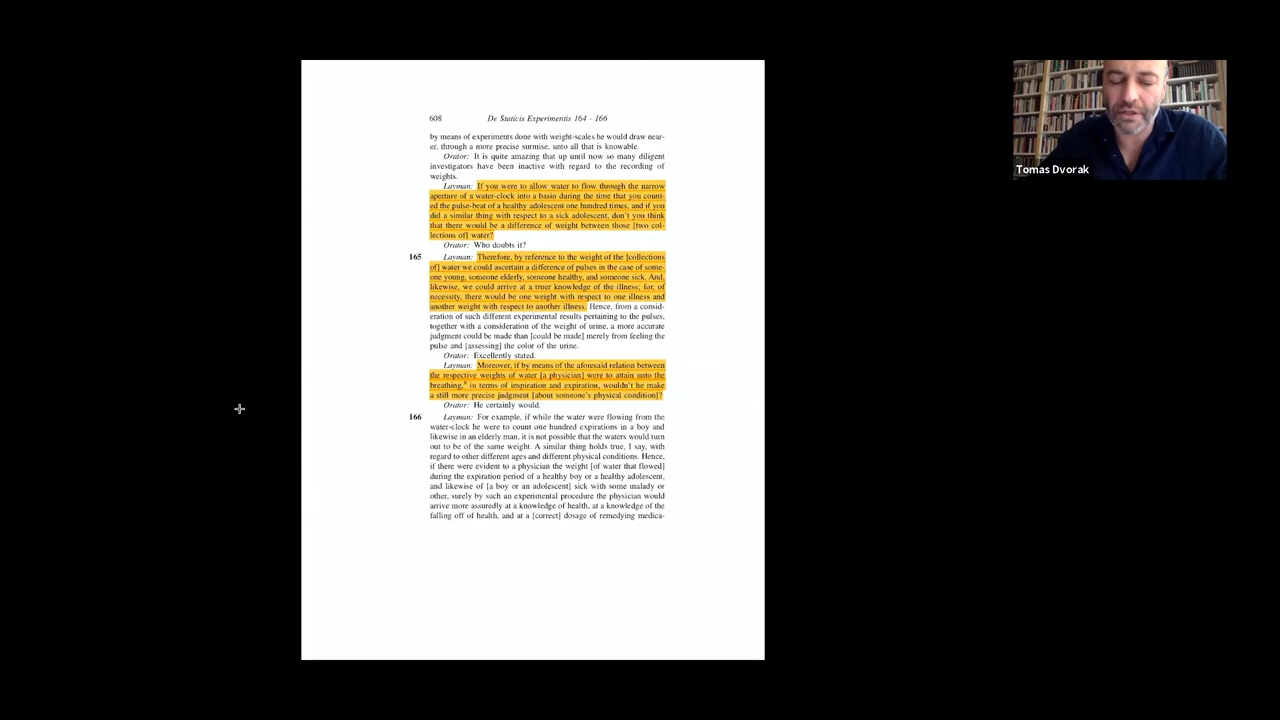 608 De Staticis Experimentis 164 - 166
by means of experiments done with weight-scales he would draw near-
er, through a more precise surmise, unto all that is knowable.
Orator: It is quite amazing that up until now so many diligent
investigators have been inactive with regard to the recording of
weights.
Layman: If you were to allow water to flow through the narrow
aperture of a water-clock into a basin during the time that you count-
ed the pulse-beat of a healthy adolescent one hundred times, and if you
did a similar thing with respect to a sick adolescent, don't you think
that there would be a difference of weight between those [two col-
lections of] water?
Orator: Who doubts it?
165 Layman: Therefore, by reference to the weight of the [collections
of] water we could ascertain a difference of pulses in the case of some-
one young, someone elderly, someone healthy, and someone sick. And,
likewise, we could arrive at a truer knowledge of the illness; for, of
necessity, there would be one weight with respect to one illness and
another weight with respect to another illness. Hence, from a consid-
eration of such different experimental results pertaining to the pulses,
together with a consideration of the weight of urine, a more accurate
judgment could be made than [could be made] merely from feeling the
pulse and [assessing] the color of the urine.
Orator: Excellently stated.
Layman: Moreover, if by means of the aforesaid relation between
the respective weights of water [a physician] were to attain unto the
breathing, in terms of inspiration and expiration, wouldn't he make
a still more precise judgment [about someone's physical condition]?
Orator: He certainly would.
166 Layman: For example, if while the water were flowing from the
water-clock he were to count one hundred expirations in a boy and
likewise in an elderly man, it is not possible that the waters would turn
out to be of the same weight. A similar thing holds true, I say, with
regard to other different ages and different physical conditions. Hence,
if there were evident to a physician the weight [of water that flowed]
during the expiration period of a healthy boy or a healthy adolescent,
and likewise of [a boy or an adolescent] sick with some malady or
other, surely by such an experimental procedure the physician would
arrive more assuredly at a knowledge of health, at a knowledge of the
falling off of health, and at a [correct] dosage of remedying medica-
Tomas Dvorak